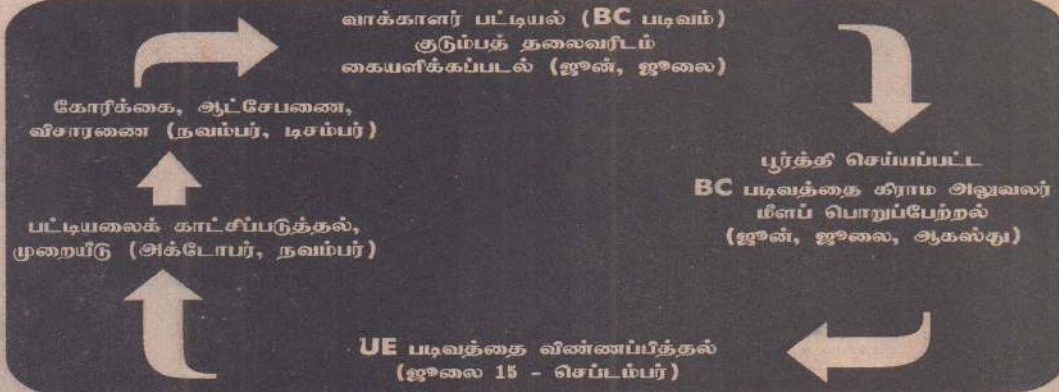 வாக்காளர் பட்டியல் (BC படிவம்)
குடும்பத் தலைவரிடம்
கையளிக்கப்படல் (ஜூன், ஜூலை)
பூர்த்தி செய்யப்பட்ட
BC படிவத்தை கிராம அலுவலர்
மீளப் பொறுப்பேற்றல்
(ஜூன், ஜூலை, ஆகஸ்து)
UE படிவத்தை விண்ணப்பித்தல்
(ஜூலை 15 - செப்டம்பர்)
பட்டியலைக் காட்சிப்படுத்தல்,
முறையீடு (அக்டோபர், நவம்பர்)
கோரிக்கை, ஆட்சேபணை,
விசாரணை (நவம்பர், டிசம்பர்)